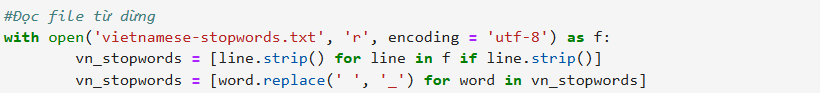 #Đọc file từ dừng
with open('vietnamese-stopwords.txt', 'r', encoding = 'utf-8') as f:
        vn_stopwords = [line.strip() for line in f if line.strip()]
        vn_stopwords = [word.replace(' ', '_') for word in vn_stopwords]